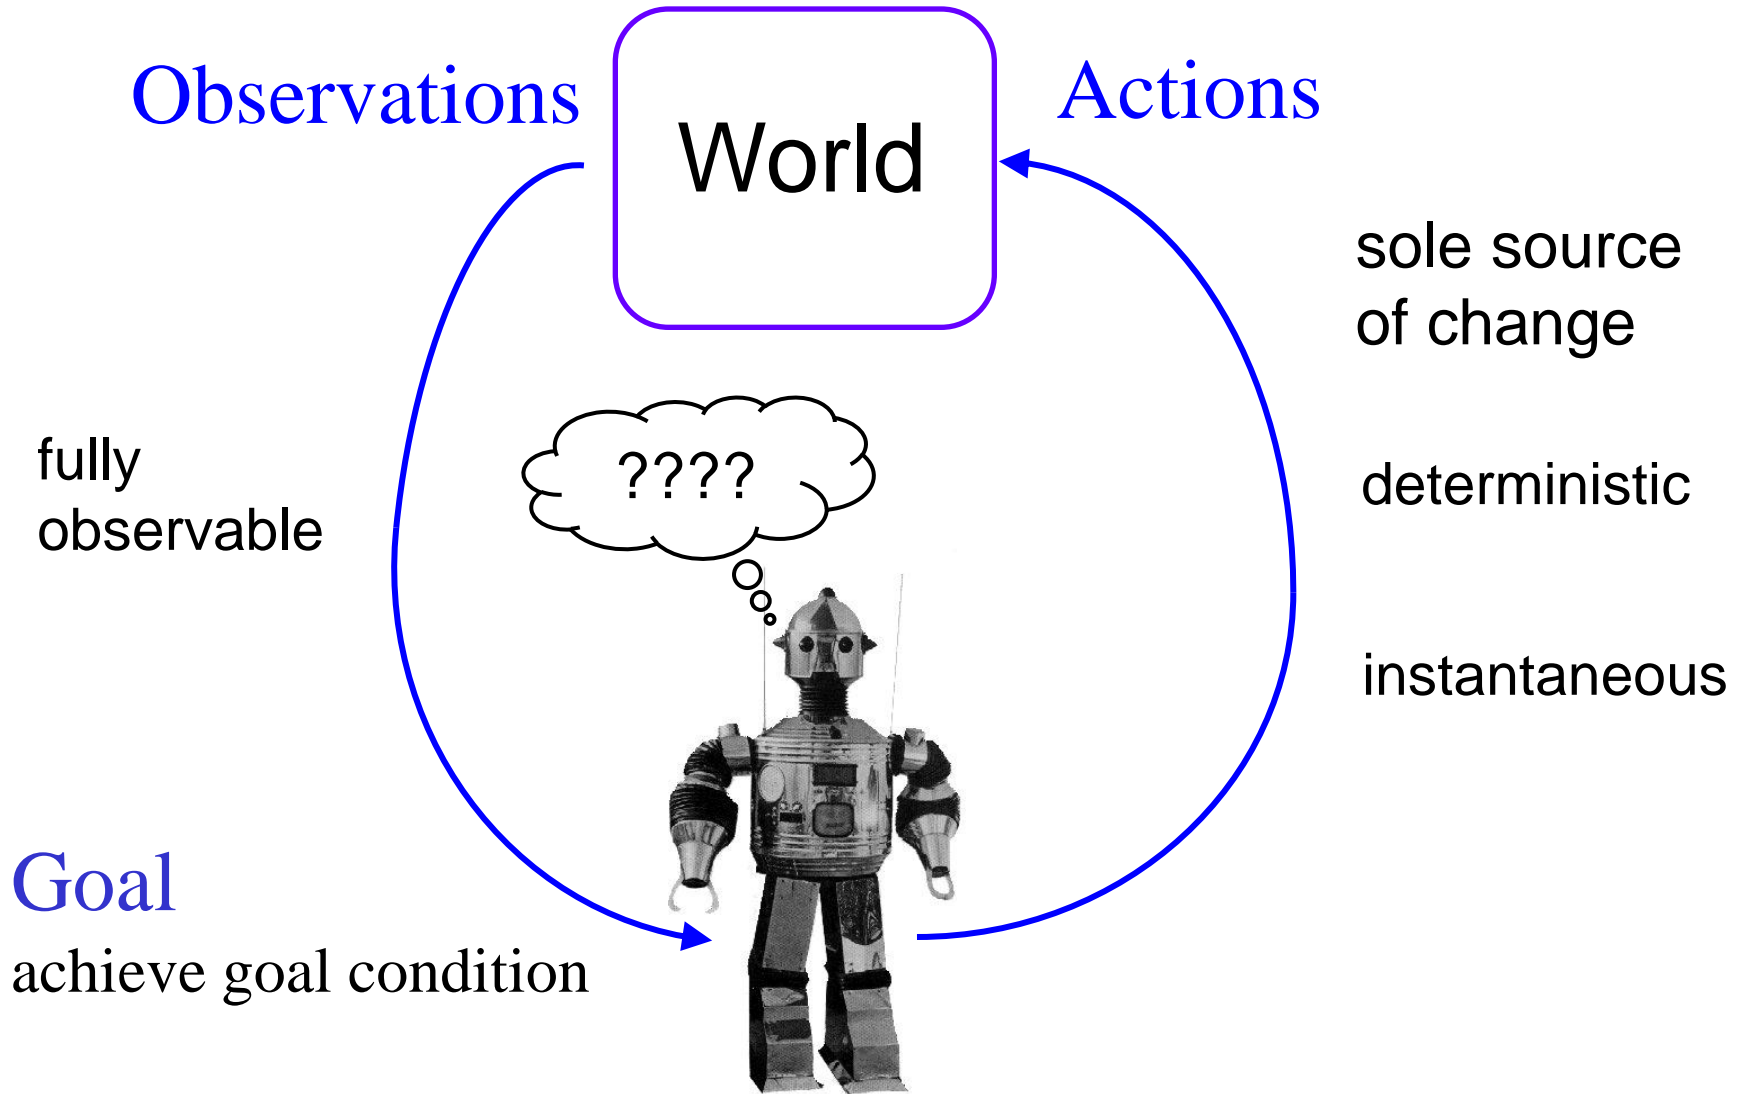 Observations
World
Actions
sole source
of change
fully
observable
????
deterministic
instantaneous
Goal
achieve goal condition